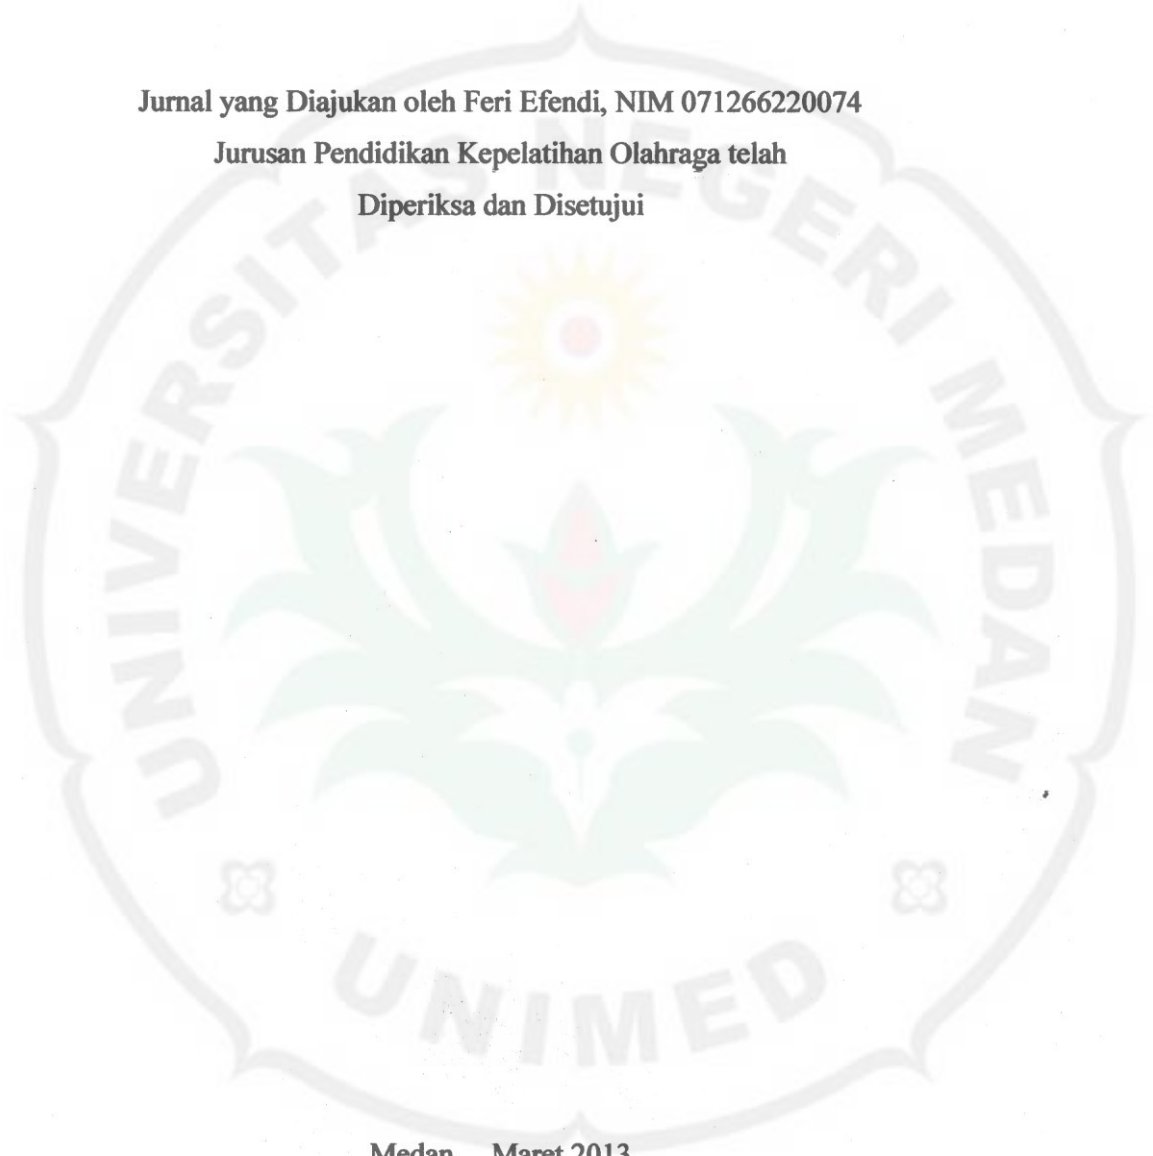 Jurnal yang Diajukan oleh Feri Efendi, NIM 071266220074
Jurusan Pendidikan Kepelatihan Olahraga telah
Diperiksa dan Disetujui
UNIVERSITAS NEGERI MEDAN
UNIMED
Medan, Maret 2013